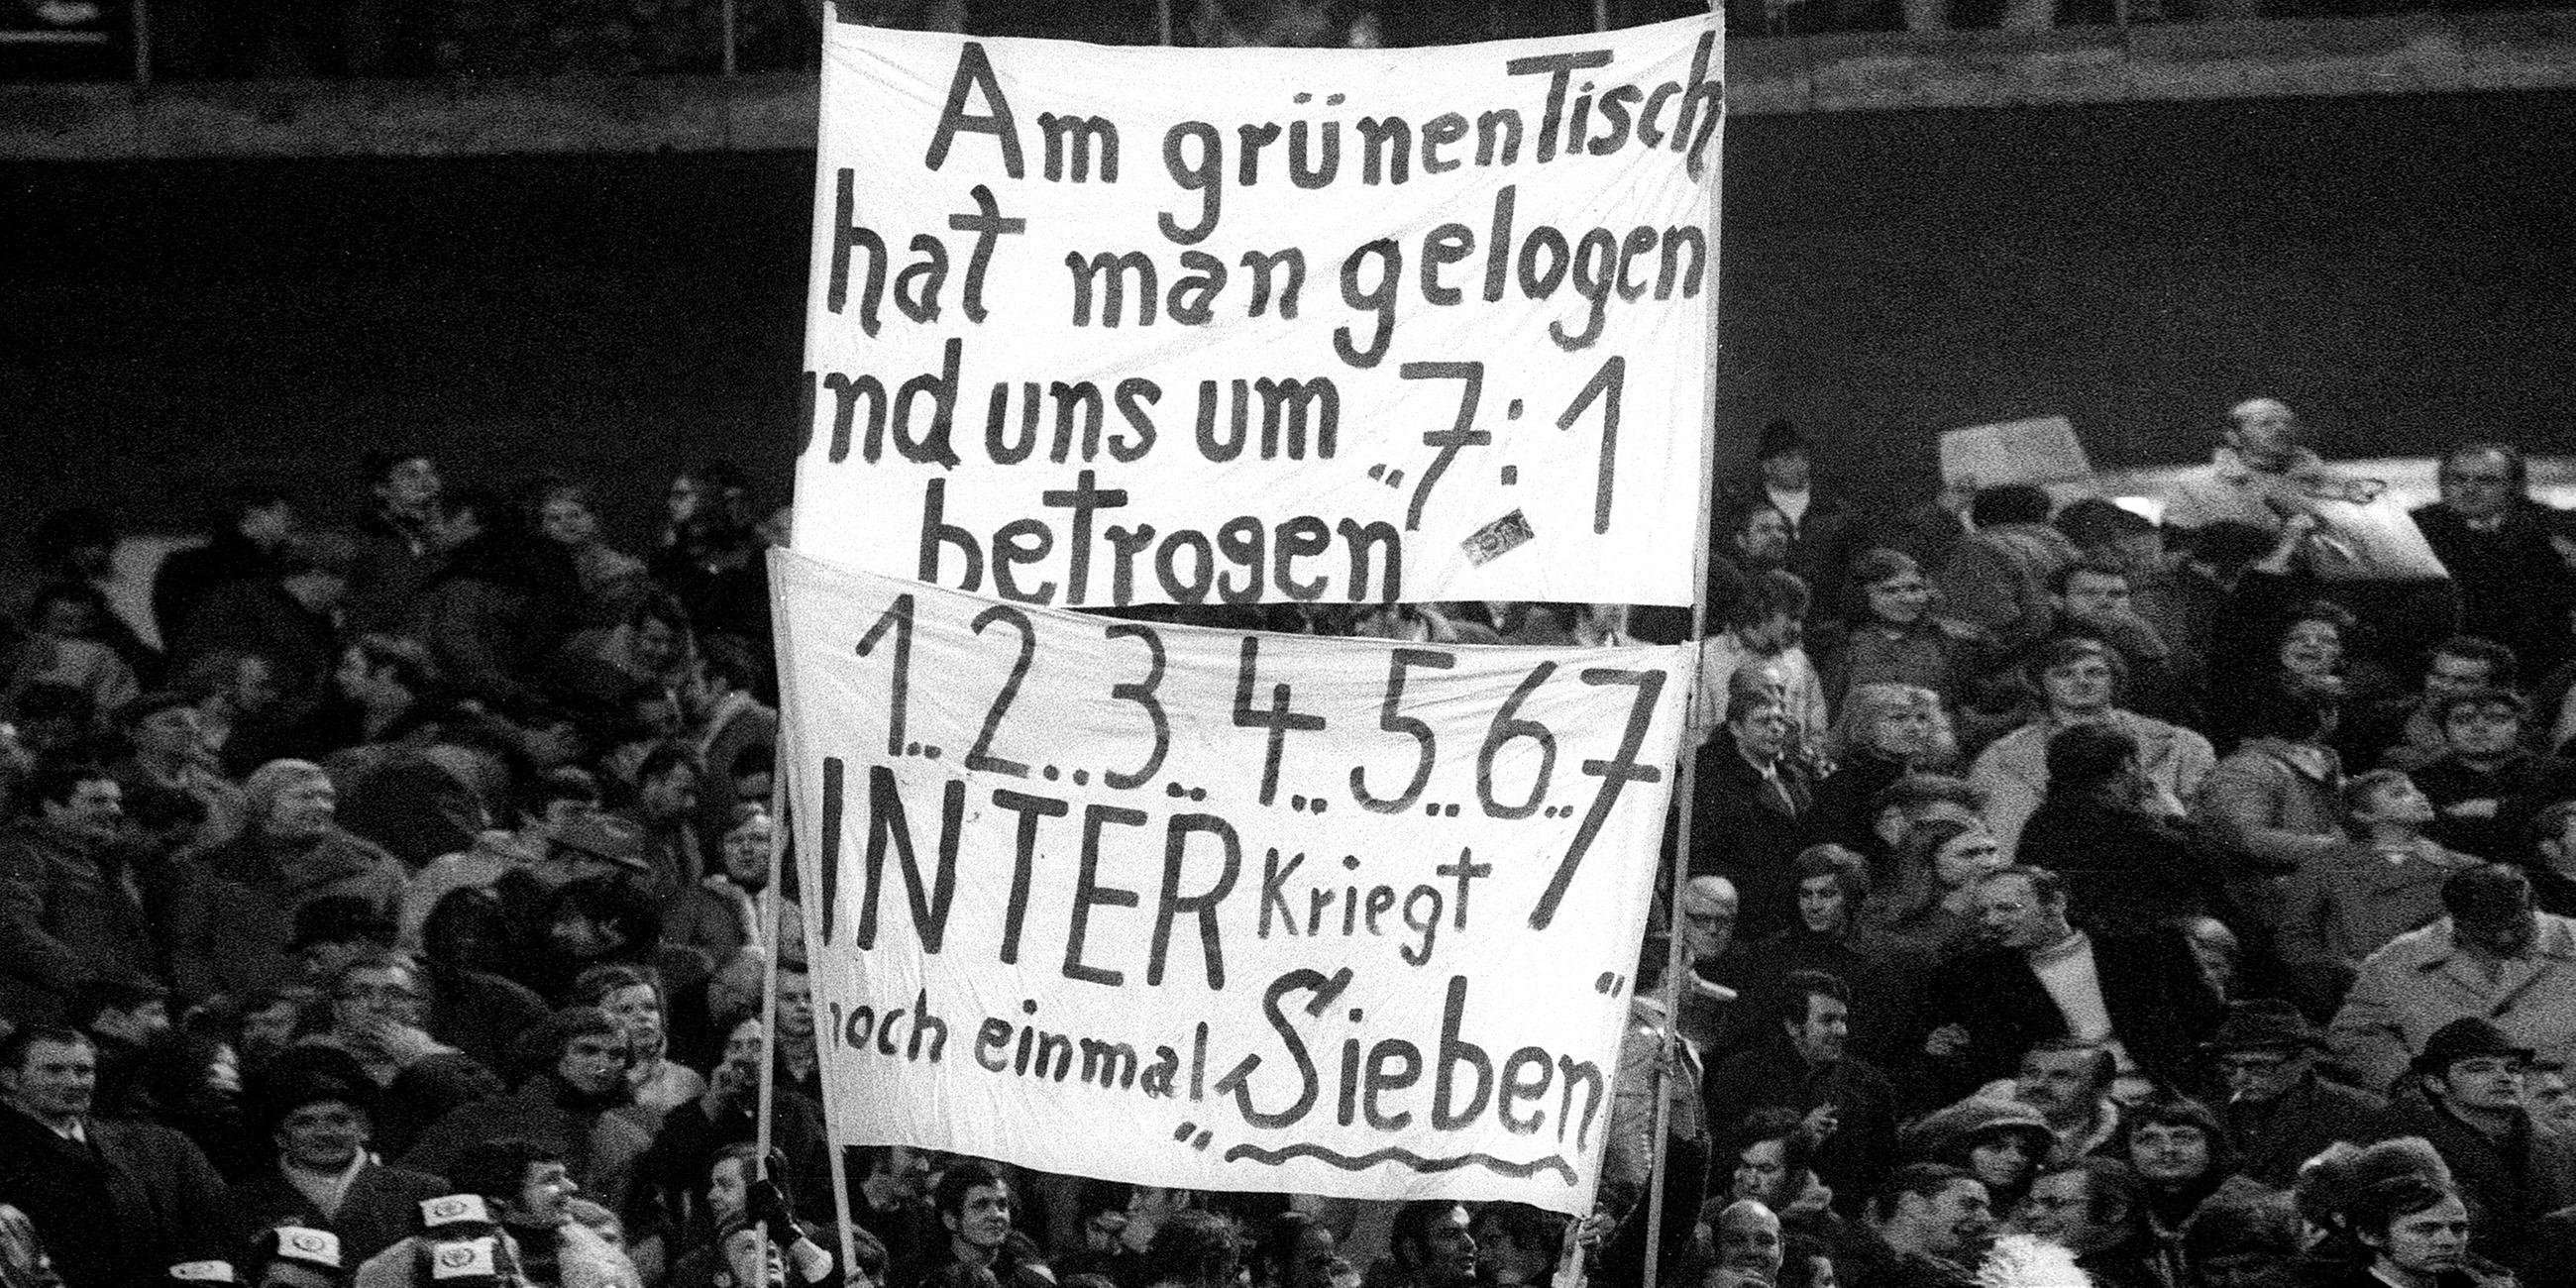 Am grünen Tisch
hat man gelogen
und uns um „7:1
betrogen“
1..2..3..4..5..6..7
INTER kriegt
noch einmal „Sieben“